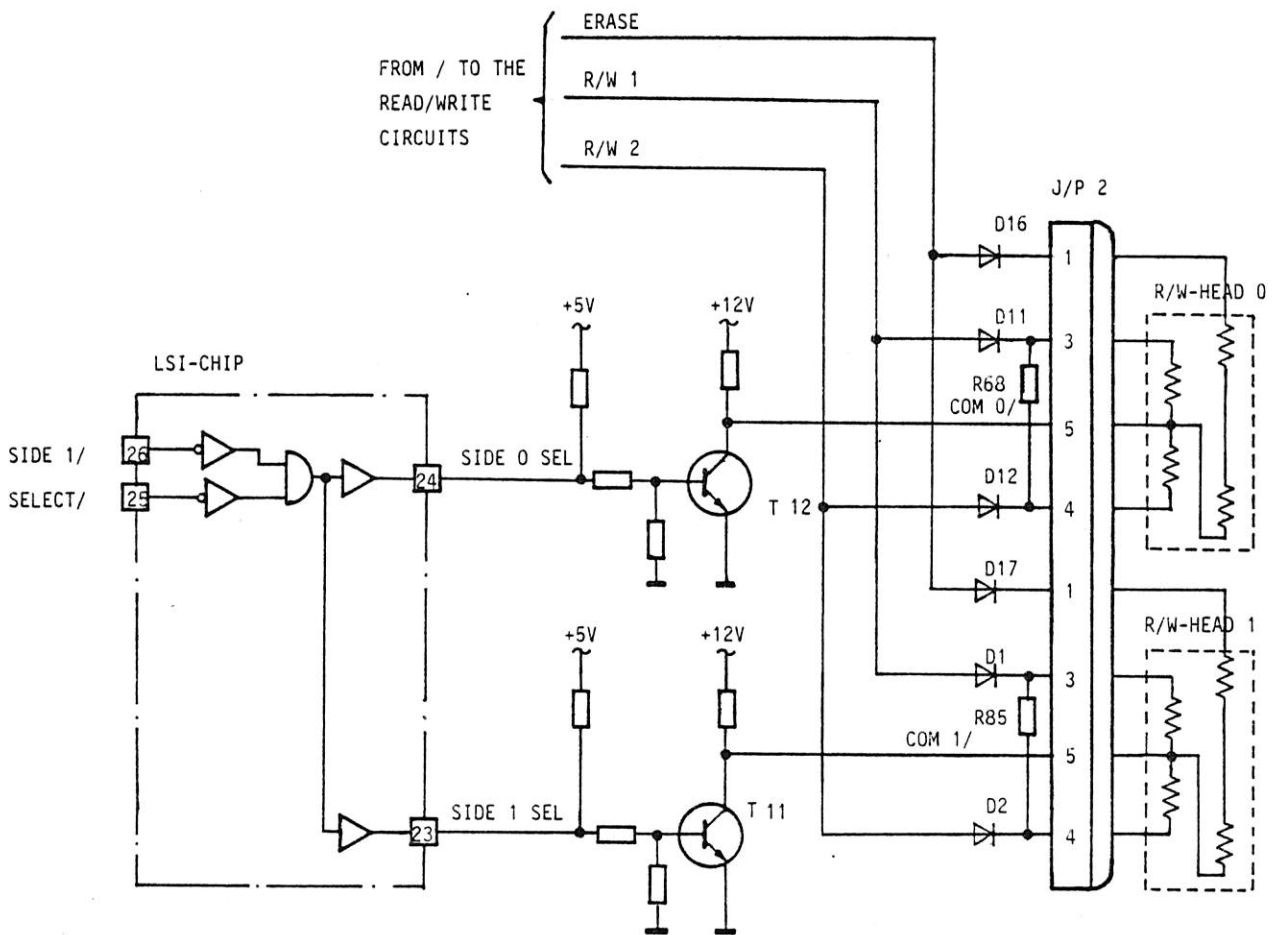 ERASE
FROM / TO THE
READ/WRITE
CIRCUITS
R/W 1
R/W 2
J/P 2
D16
1
R/W-HEAD 0
+5V
+12V
D11
3
LSI-CHIP
R68
COM 0/
5
SIDE 1/
26
SELECT/
25
24
SIDE 0 SEL
D12
T 12
4
D17
1
+5V
+12V
R/W-HEAD 1
D1
3
R85
COM 1/
5
SIDE 1 SEL
23
T 11
D2
4